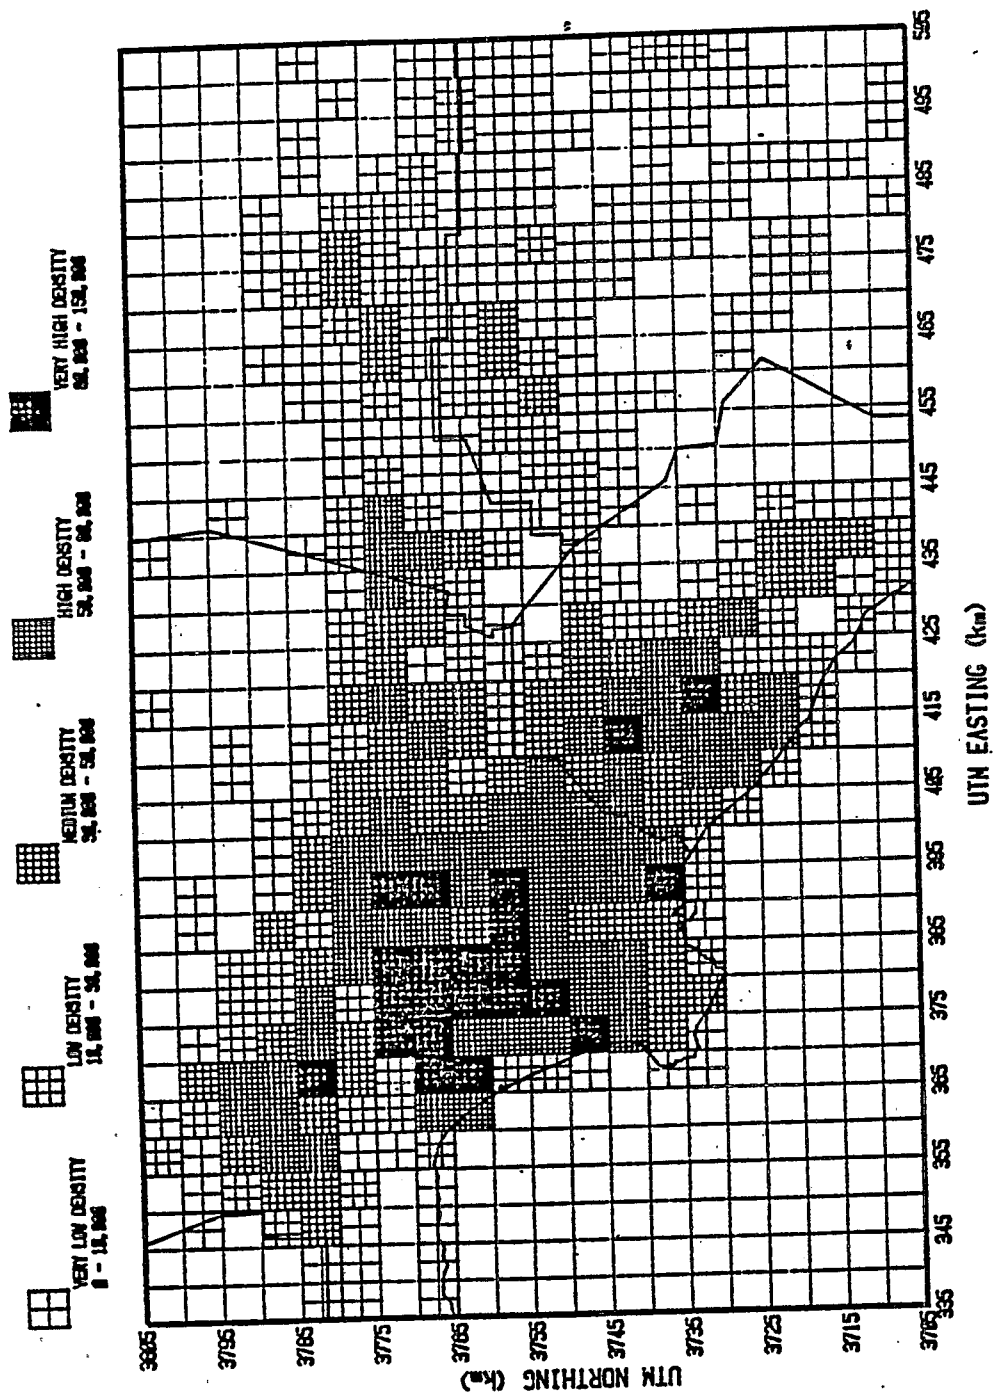 VERY LOW DENSITY
0 - 10,000
LOW DENSITY
10,000 - 30,000
MEDIUM DENSITY
30,000 - 50,000
HIGH DENSITY
50,000 - 80,000
VERY HIGH DENSITY
80,000 - 150,000
UTM NORTHING (km)
3805
3795
3785
3775
3765
3755
3745
3735
3725
3715
3705
335
345
355
365
375
385
395
405
415
425
435
445
455
465
475
485
495
505
UTM EASTING (km)